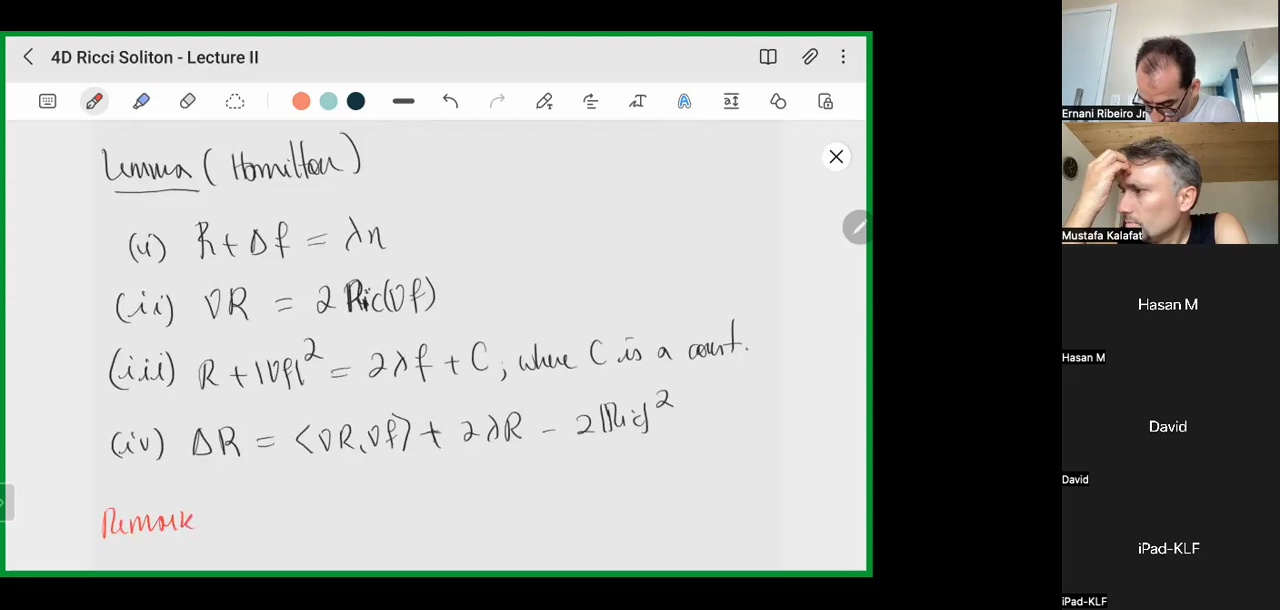 4D Ricci Soliton - Lecture II
Lemma (Hamilton)
(i) R + Δf = λn
(ii) ∇R = 2 Ric(∇f)
(iii) R + |∇f|² = 2λf + C, where C is a const.
(iv) ΔR = <∇R, ∇f> + 2λR - 2|Ric|²
Remark
Ernani Ribeiro Jr
Mustafa Kalafat
Hasan M
Hasan M
David
David
iPad-KLF
iPad-KLF